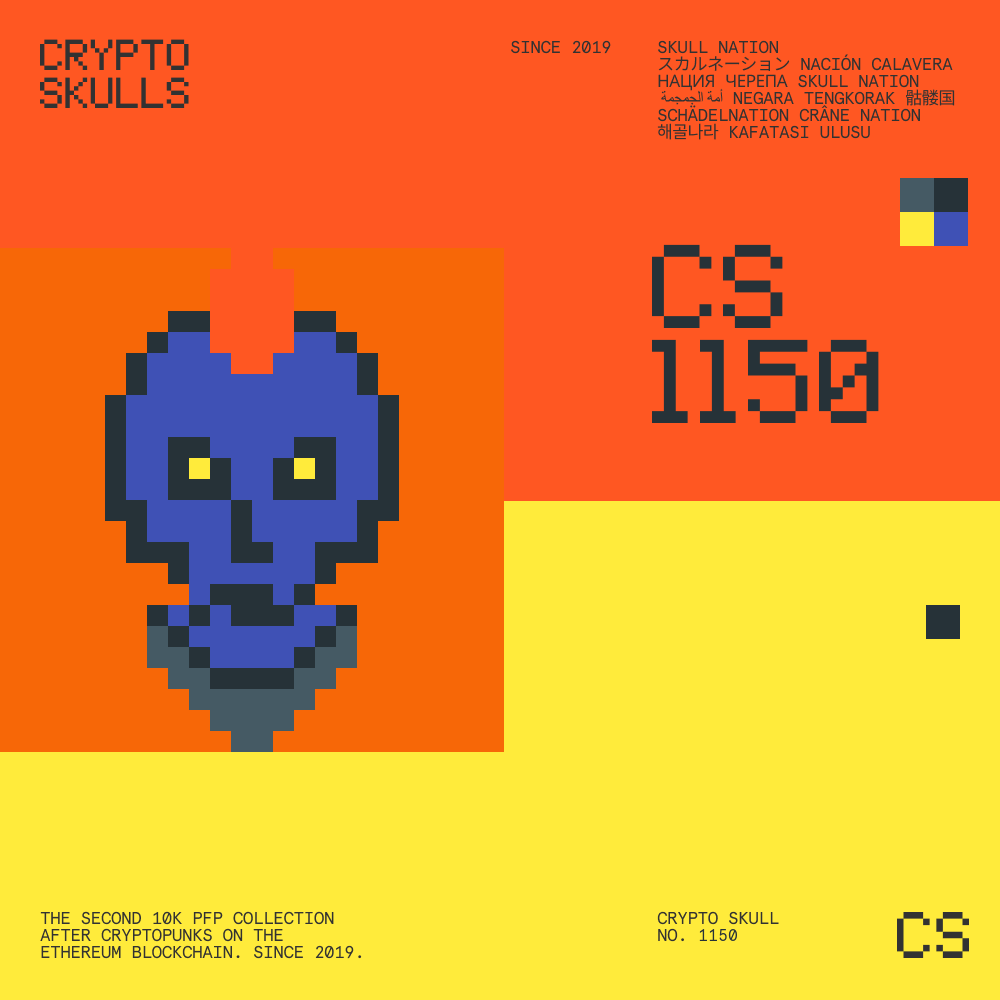 CRYPTO
SKULLS
SINCE 2019
SKULL NATION
スカルネーション NACIÓN CALAVERA
НАЦИЯ ЧЕРЕПА SKULL NATION
أمة الجمجمة NEGARA TENGKORAK 骷髅国
SCHÄDELNATION CRÂNE NATION
해골나라 KAFATASI ULUSU
CS
1150
THE SECOND 10K PFP COLLECTION
AFTER CRYPTOPUNKS ON THE
ETHEREUM BLOCKCHAIN. SINCE 2019.
CRYPTO SKULL
NO. 1150
CS